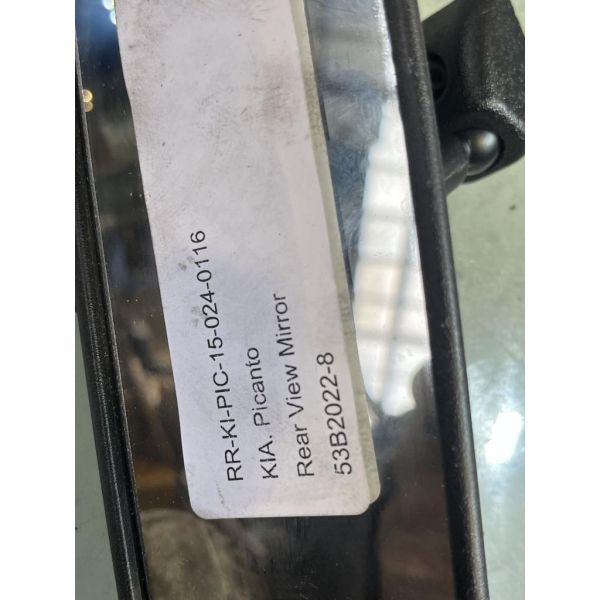 RR-KI-PIC-15-024-0116
KIA. Picanto
Rear View Mirror
53B2022-8